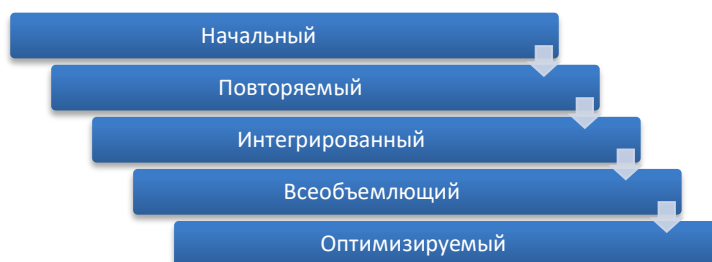 Начальный
Повторяемый
Интегрированный
Всеобъемлющий
Оптимизируемый